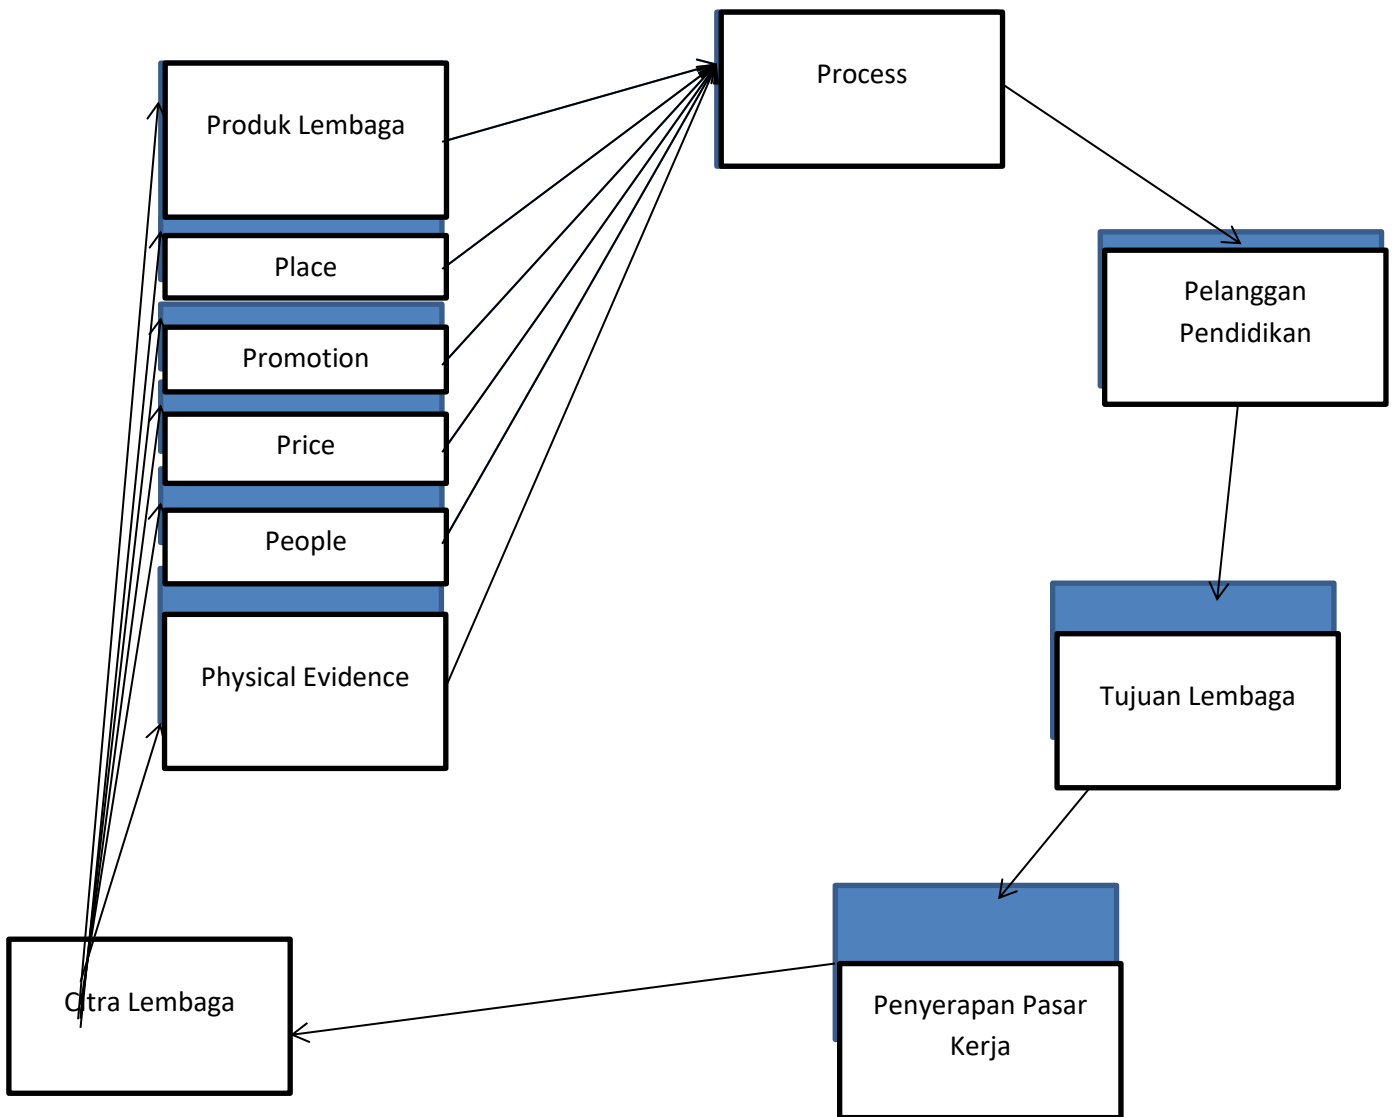 Process
Produk Lembaga
Place
Promotion
Price
People
Physical Evidence
Pelanggan
Pendidikan
Tujuan Lembaga
Penyerapan Pasar
Kerja
Citra Lembaga